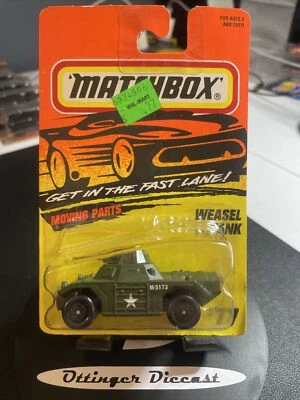 FOR AGES 3
AND OVER
MATCHBOX®
WAL-MART
GET IN THE FAST LANE!
MOVING PARTS
WEASEL
TANK
Ottinger Diecast